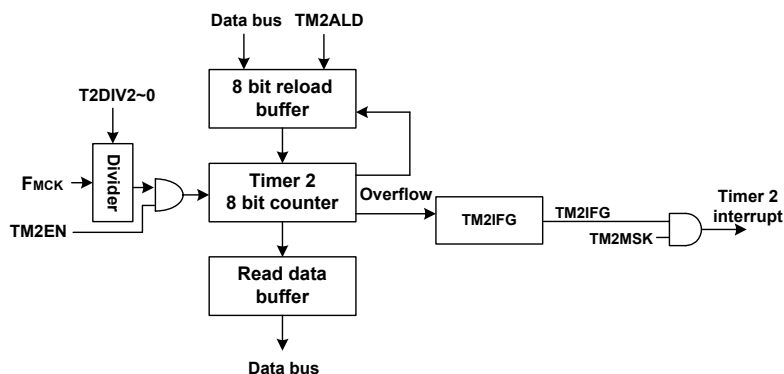 Data bus
TM2ALD
8 bit reload
buffer
T2DIV2~0
Divider
FMCK
Timer 2
8 bit counter
Overflow
TM2EN
TM2IFG
TM2IFG
TM2MSK
Timer 2
interrupt
Read data
buffer
Data bus